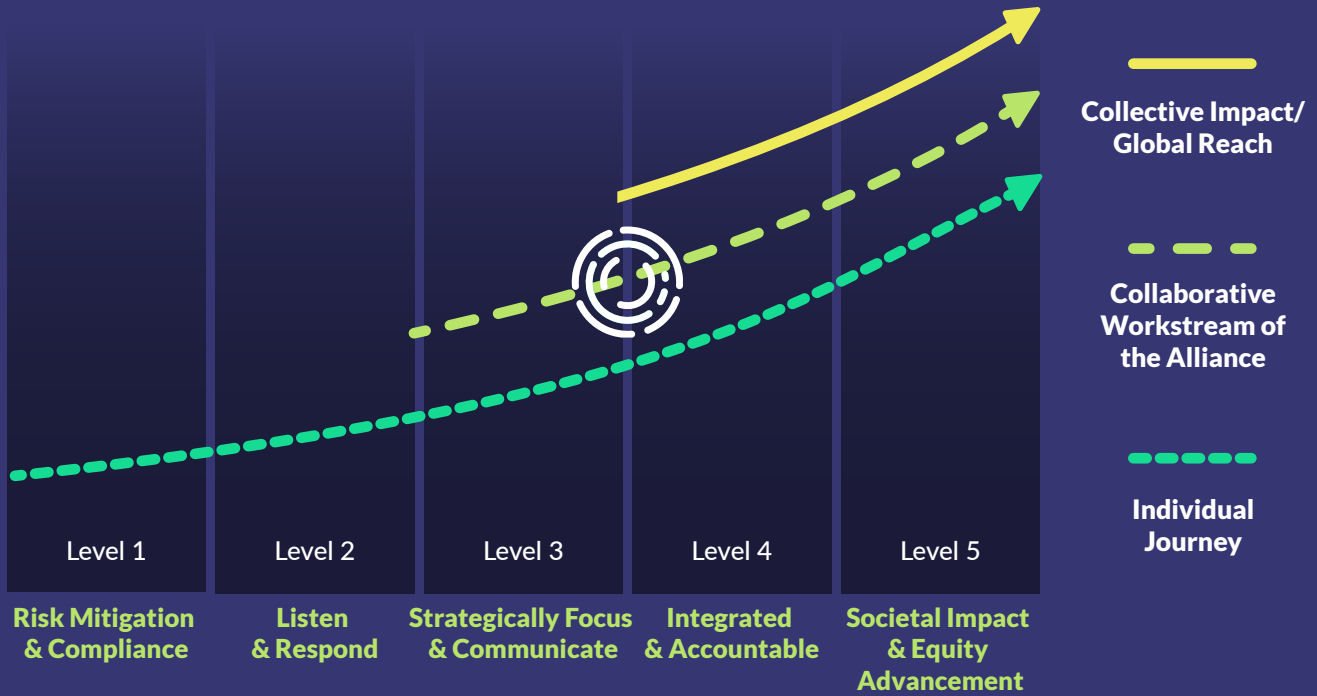 Collective Impact/
Global Reach
Collaborative
Workstream of
the Alliance
Individual
Journey
Level 1
Level 2
Level 3
Level 4
Level 5
Risk Mitigation
& Compliance
Listen
& Respond
Strategically Focus
& Communicate
Integrated
& Accountable
Societal Impact
& Equity
Advancement